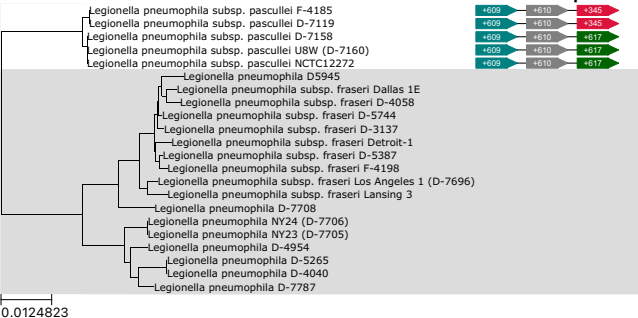 Legionella pneumophila subsp. pascullei F-4185 +609 +610 +345
Legionella pneumophila subsp. pascullei D-7119 +609 +610 +345
Legionella pneumophila subsp. pascullei D-7158 +609 +610 +617
Legionella pneumophila subsp. pascullei U8W (D-7160) +609 +610 +617
Legionella pneumophila subsp. pascullei NCTC12272 +609 +610 +617
Legionella pneumophila D5945
Legionella pneumophila subsp. fraseri Dallas 1E
Legionella pneumophila subsp. fraseri D-4058
Legionella pneumophila subsp. fraseri D-5744
Legionella pneumophila subsp. fraseri D-3137
Legionella pneumophila subsp. fraseri Detroit-1
Legionella pneumophila subsp. fraseri D-5387
Legionella pneumophila subsp. fraseri F-4198
Legionella pneumophila subsp. fraseri Los Angeles 1 (D-7696)
Legionella pneumophila subsp. fraseri Lansing 3
Legionella pneumophila D-7708
Legionella pneumophila NY24 (D-7706)
Legionella pneumophila NY23 (D-7705)
Legionella pneumophila D-4954
Legionella pneumophila D-5265
Legionella pneumophila D-4040
Legionella pneumophila D-7787
0.0124823